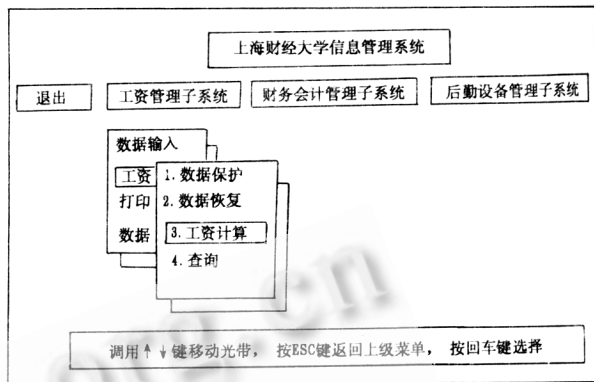 上海财经大学信息管理系统
退出 工资管理子系统 财务会计管理子系统 后勤设备管理子系统
数据输入
工资
打印
数据
1.数据保护
2.数据恢复
3.工资计算
4.查询
调用↑↓键移动光带，按ESC键返回上级菜单，按回车键选择